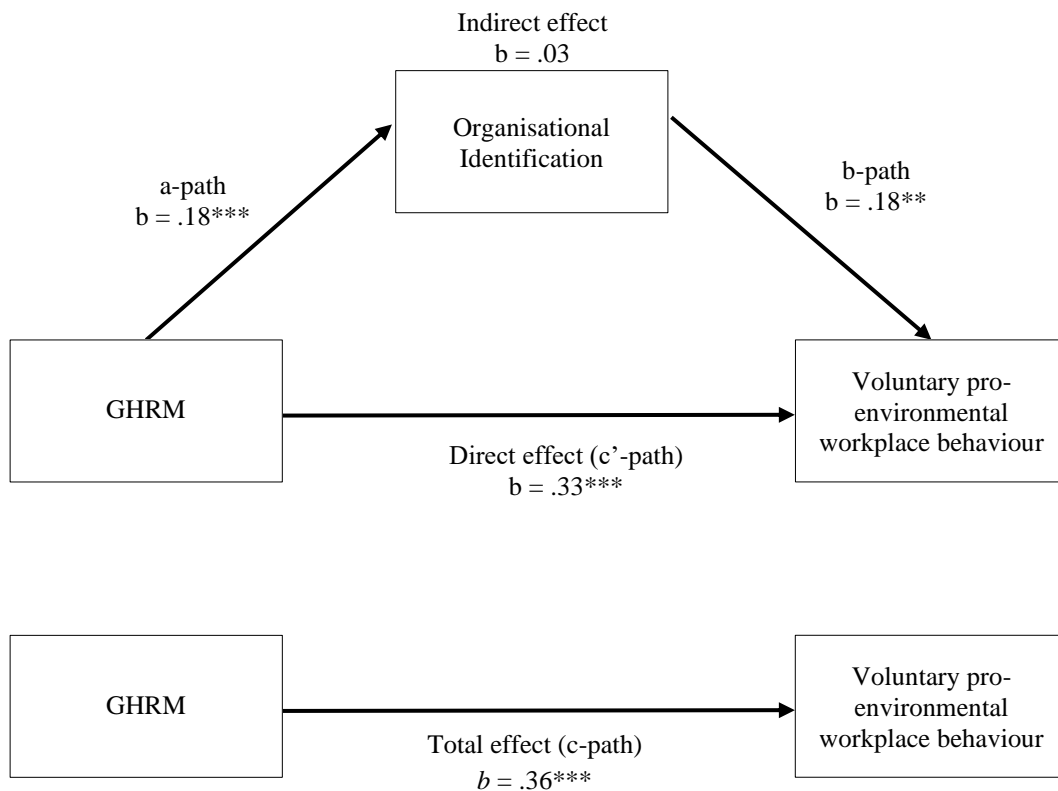 Indirect effect
b = .03
Organisational
Identification
a-path
b = .18***
b-path
b = .18**
GHRM
Voluntary pro-
environmental
workplace behaviour
Direct effect (c’-path)
b = .33***
GHRM
Voluntary pro-
environmental
workplace behaviour
Total effect (c-path)
b = .36***